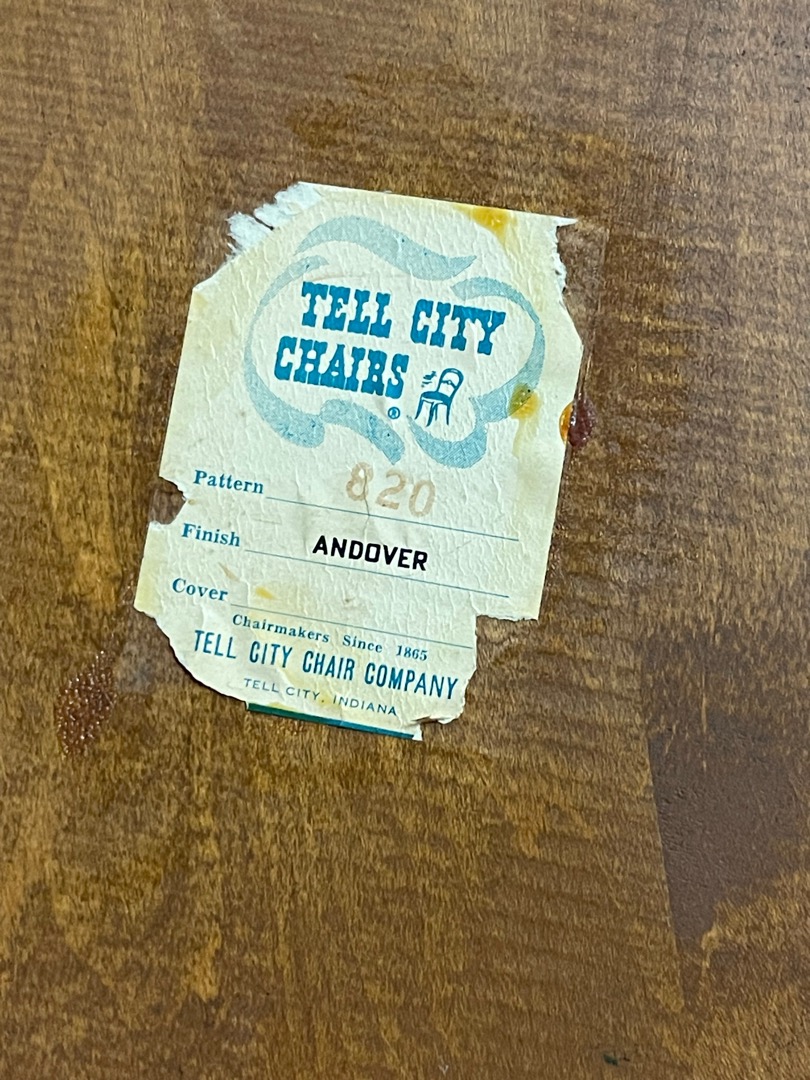 TELL CITY
CHAIRS
®
Pattern 820
Finish ANDOVER
Cover
Chairmakers Since 1865
TELL CITY CHAIR COMPANY
TELL CITY, INDIANA